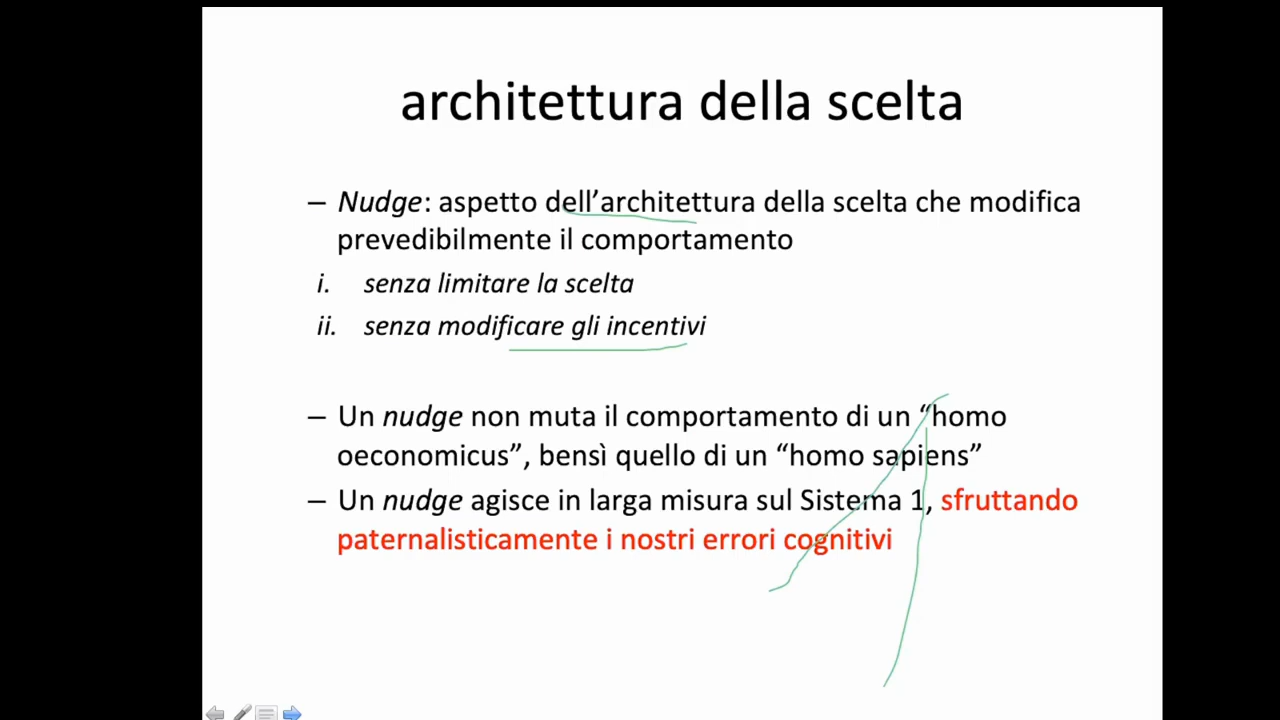 architettura della scelta
– Nudge: aspetto dell’architettura della scelta che modifica
prevedibilmente il comportamento
i. senza limitare la scelta
ii. senza modificare gli incentivi
– Un nudge non muta il comportamento di un “homo
oeconomicus”, bensì quello di un “homo sapiens”
– Un nudge agisce in larga misura sul Sistema 1, sfruttando
paternalisticamente i nostri errori cognitivi